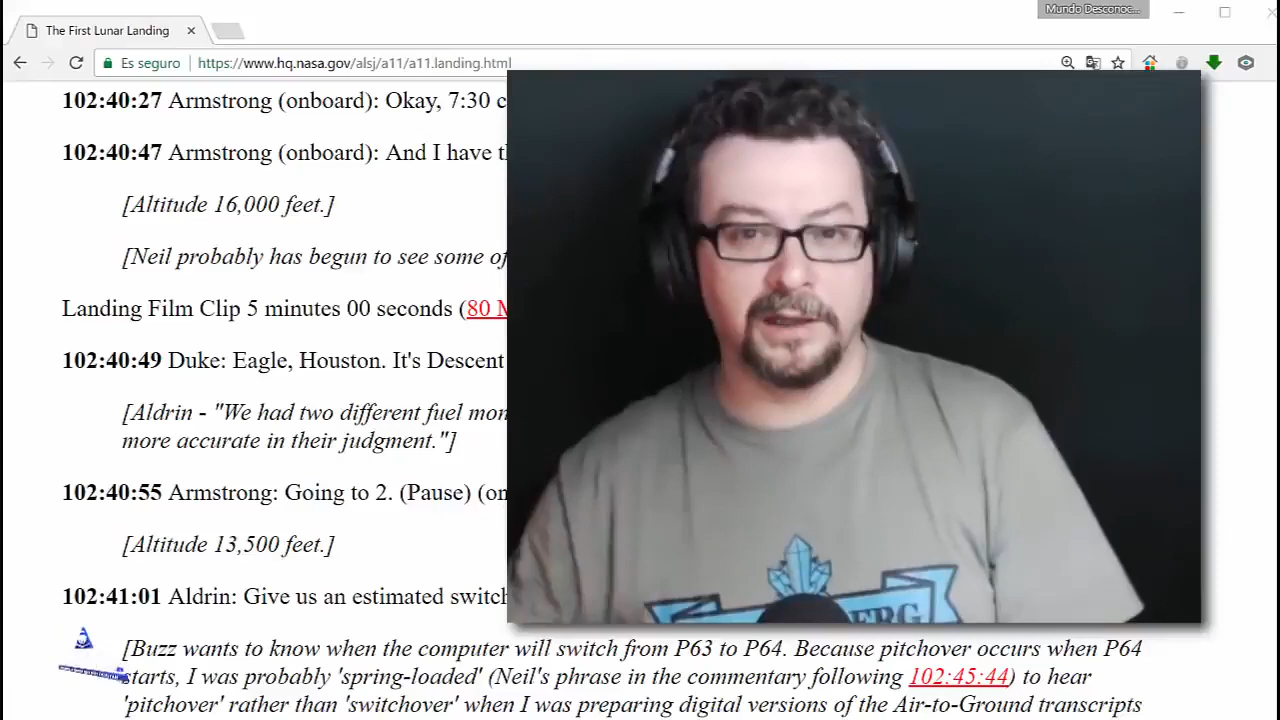 Mundo Desconoc...
The First Lunar Landing
Es seguro
https://www.hq.nasa.gov/alsj/a11/a11.landing.html
102:40:27 Armstrong (onboard): Okay, 7:30 c
102:40:47 Armstrong (onboard): And I have
[Altitude 16,000 feet.]
[Neil probably has begun to see some of
Landing Film Clip 5 minutes 00 seconds (80
102:40:49 Duke: Eagle, Houston. It's Descent
[Aldrin - "We had two different fuel mon
more accurate in their judgment."]
102:40:55 Armstrong: Going to 2. (Pause) (on
[Altitude 13,500 feet.]
102:41:01 Aldrin: Give us an estimated switch
[Buzz wants to know when the computer will switch from P63 to P64. Because pitchover occurs when P64
starts, I was probably 'spring-loaded' (Neil's phrase in the commentary following 102:45:44) to hear
'pitchover' rather than 'switchover' when I was preparing digital versions of the Air-to-Ground transcripts